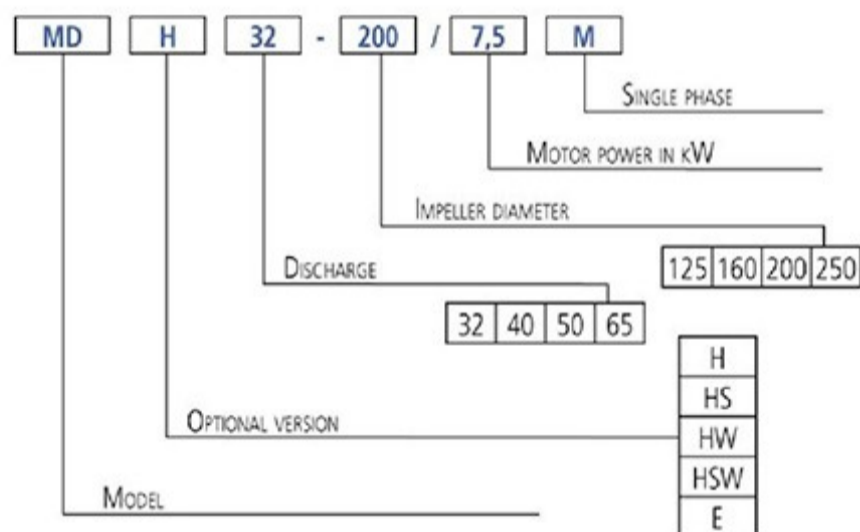 MD H 32 - 200 / 7,5 M
SINGLE PHASE
MOTOR POWER IN KW
IMPELLER DIAMETER
125 160 200 250
DISCHARGE
32 40 50 65
H
HS
OPTIONAL VERSION HW
HSW
MODEL
E